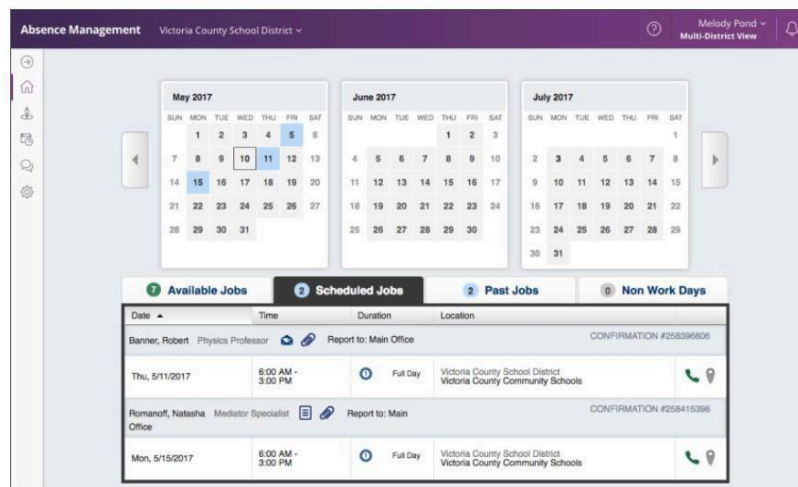 Absence Management Victoria County School District
Melody Pond
Multi-District View
May 2017
SUN MON TUE WED THU FRI SAT
1 2 3 4 5 6
7 8 9 10 11 12 13
14 15 16 17 18 19 20
21 22 23 24 25 26 27
28 29 30 31
June 2017
SUN MON TUE WED THU FRI SAT
1 2 3
4 5 6 7 8 9 10
11 12 13 14 15 16 17
18 19 20 21 22 23 24
25 26 27 28 29 30
July 2017
SUN MON TUE WED THU FRI SAT
1
2 3 4 5 6 7 8
9 10 11 12 13 14 15
16 17 18 19 20 21 22
23 24 25 26 27 28 29
30 31
7 Available Jobs 2 Scheduled Jobs 2 Past Jobs 0 Non Work Days
Date Time Duration Location
Banner, Robert Physics Professor Report to: Main Office CONFIRMATION #258396806
Thu, 5/11/2017 6:00 AM - 3:00 PM Full Day Victoria County School District
Victoria County Community Schools
Romanoff, Natasha Mediator Specialist Report to: Main CONFIRMATION #258415398
Office
Mon, 5/15/2017 6:00 AM - 3:00 PM Full Day Victoria County School District
Victoria County Community Schools